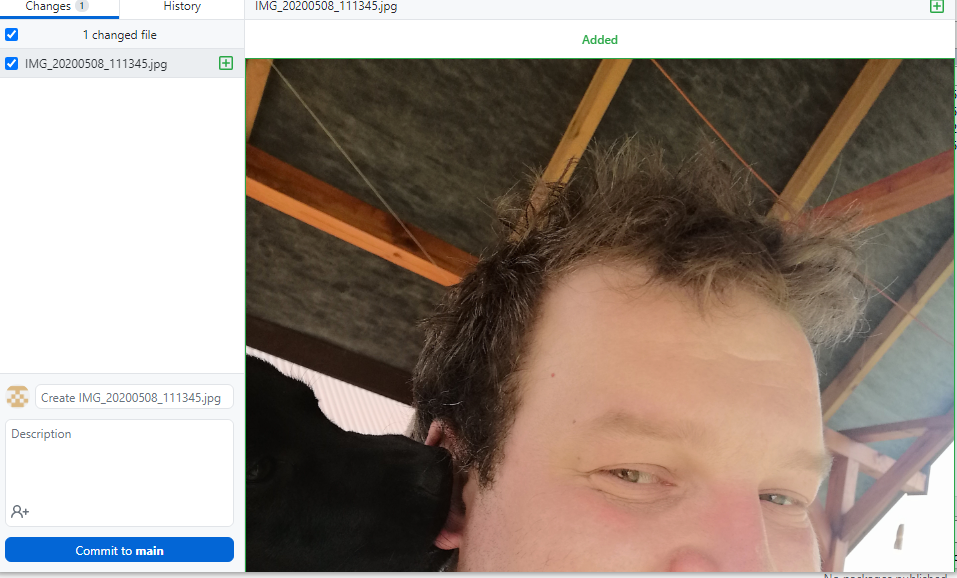 Changes 1
History
IMG_20200508_111345.jpg
1 changed file
Added
IMG_20200508_111345.jpg
Create IMG_20200508_111345.jpg
Description
Commit to main
No packages published